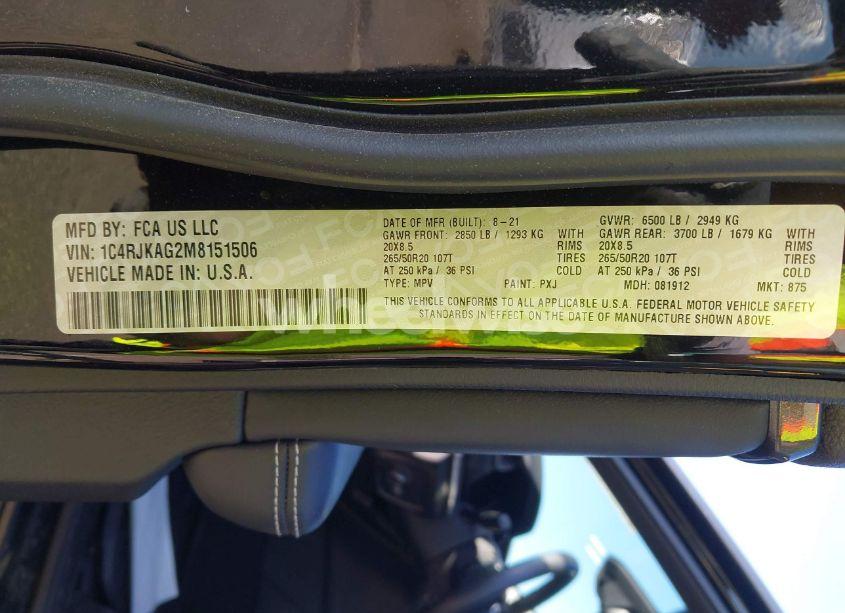 MFD BY: FCA US LLC
VIN: 1C4RJKAG2M8151506
VEHICLE MADE IN: U.S.A.
DATE OF MFR (BUILT): 8-21
GVWR: 6500 LB / 2949 KG
GAWR FRONT: 2850 LB / 1293 KG WITH
GAWR REAR: 3700 LB / 1679 KG WITH
20X8.5 TIRES RIMS
20X8.5 TIRES RIMS
265/50R20 107T
265/50R20 107T
AT 250 kPa / 36 PSI COLD
AT 250 kPa / 36 PSI COLD
TYPE: MPV PAINT: PXJ
MDH: 081912 MKT: 875
THIS VEHICLE CONFORMS TO ALL APPLICABLE U.S.A. FEDERAL MOTOR VEHICLE SAFETY
STANDARDS IN EFFECT ON THE DATE OF MANUFACTURE SHOWN ABOVE.